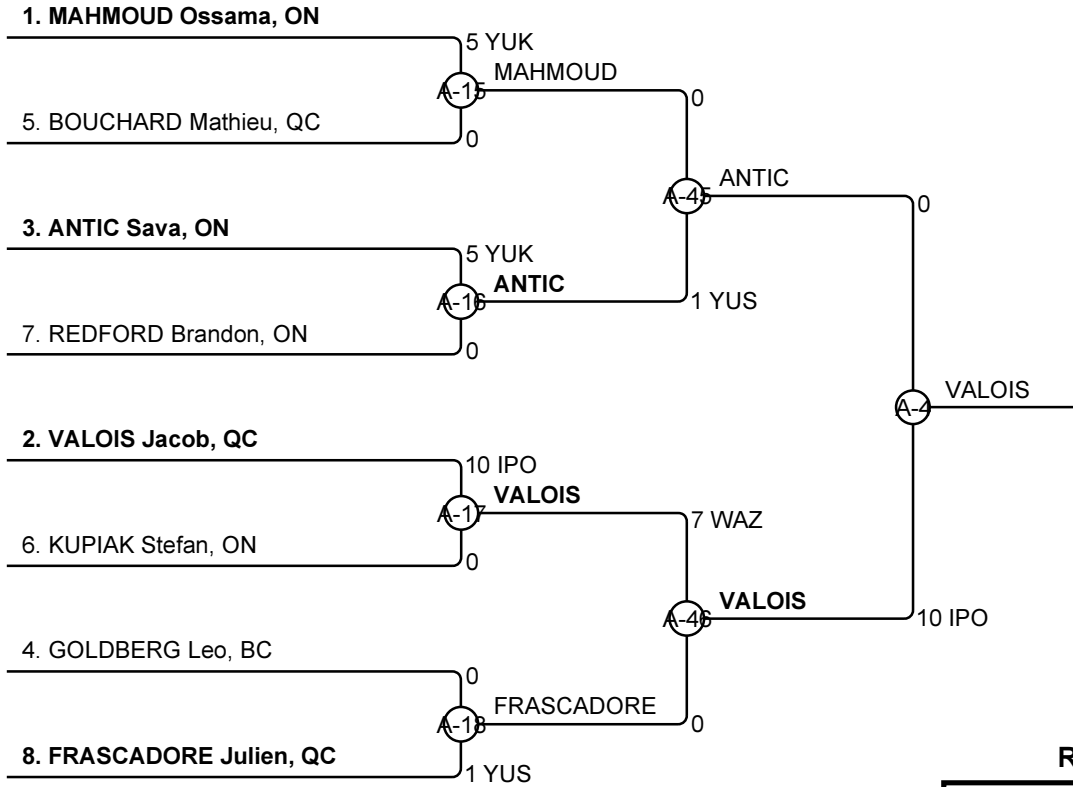 1. MAHMOUD Ossama, ON
5 YUK
MAHMOUD
A-15
0
5. BOUCHARD Mathieu, QC
0
ANTIC
A-45
0
3. ANTIC Sava, ON
5 YUK
ANTIC
A-16
1 YUS
7. REDFORD Brandon, ON
0
VALOIS
A-4
2. VALOIS Jacob, QC
10 IPO
VALOIS
A-17
7 WAZ
6. KUPIAK Stefan, ON
0
VALOIS
A-46
10 IPO
4. GOLDBERG Leo, BC
0
FRASCADORE
A-18
0
8. FRASCADORE Julien, QC
1 YUS
R